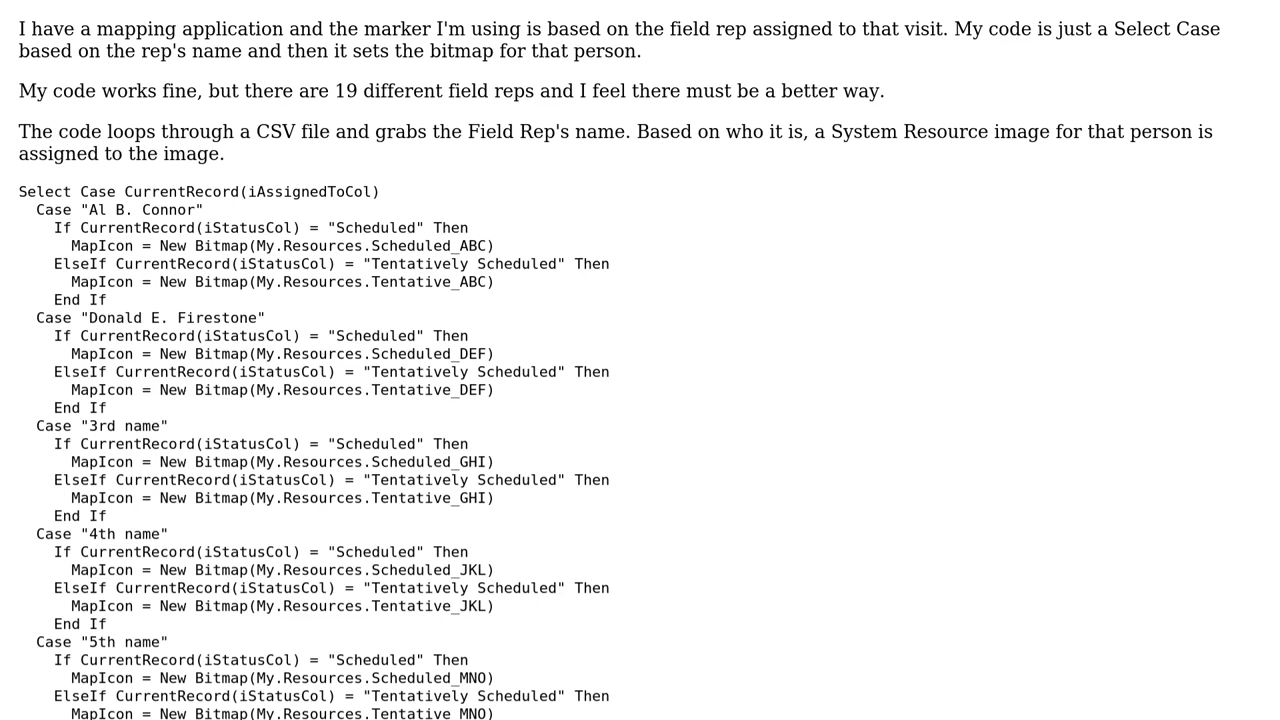 I have a mapping application and the marker I'm using is based on the field rep assigned to that visit. My code is just a Select Case
based on the rep's name and then it sets the bitmap for that person.
My code works fine, but there are 19 different field reps and I feel there must be a better way.
The code loops through a CSV file and grabs the Field Rep's name. Based on who it is, a System Resource image for that person is
assigned to the image.
Select Case CurrentRecord(iAssignedToCol)
  Case "Al B. Connor"
    If CurrentRecord(iStatusCol) = "Scheduled" Then
      MapIcon = New Bitmap(My.Resources.Scheduled_ABC)
    ElseIf CurrentRecord(iStatusCol) = "Tentatively Scheduled" Then
      MapIcon = New Bitmap(My.Resources.Tentative_ABC)
    End If
  Case "Donald E. Firestone"
    If CurrentRecord(iStatusCol) = "Scheduled" Then
      MapIcon = New Bitmap(My.Resources.Scheduled_DEF)
    ElseIf CurrentRecord(iStatusCol) = "Tentatively Scheduled" Then
      MapIcon = New Bitmap(My.Resources.Tentative_DEF)
    End If
  Case "3rd name"
    If CurrentRecord(iStatusCol) = "Scheduled" Then
      MapIcon = New Bitmap(My.Resources.Scheduled_GHI)
    ElseIf CurrentRecord(iStatusCol) = "Tentatively Scheduled" Then
      MapIcon = New Bitmap(My.Resources.Tentative_GHI)
    End If
  Case "4th name"
    If CurrentRecord(iStatusCol) = "Scheduled" Then
      MapIcon = New Bitmap(My.Resources.Scheduled_JKL)
    ElseIf CurrentRecord(iStatusCol) = "Tentatively Scheduled" Then
      MapIcon = New Bitmap(My.Resources.Tentative_JKL)
    End If
  Case "5th name"
    If CurrentRecord(iStatusCol) = "Scheduled" Then
      MapIcon = New Bitmap(My.Resources.Scheduled_MNO)
    ElseIf CurrentRecord(iStatusCol) = "Tentatively Scheduled" Then
      MapIcon = New Bitmap(My.Resources.Tentative_MNO)